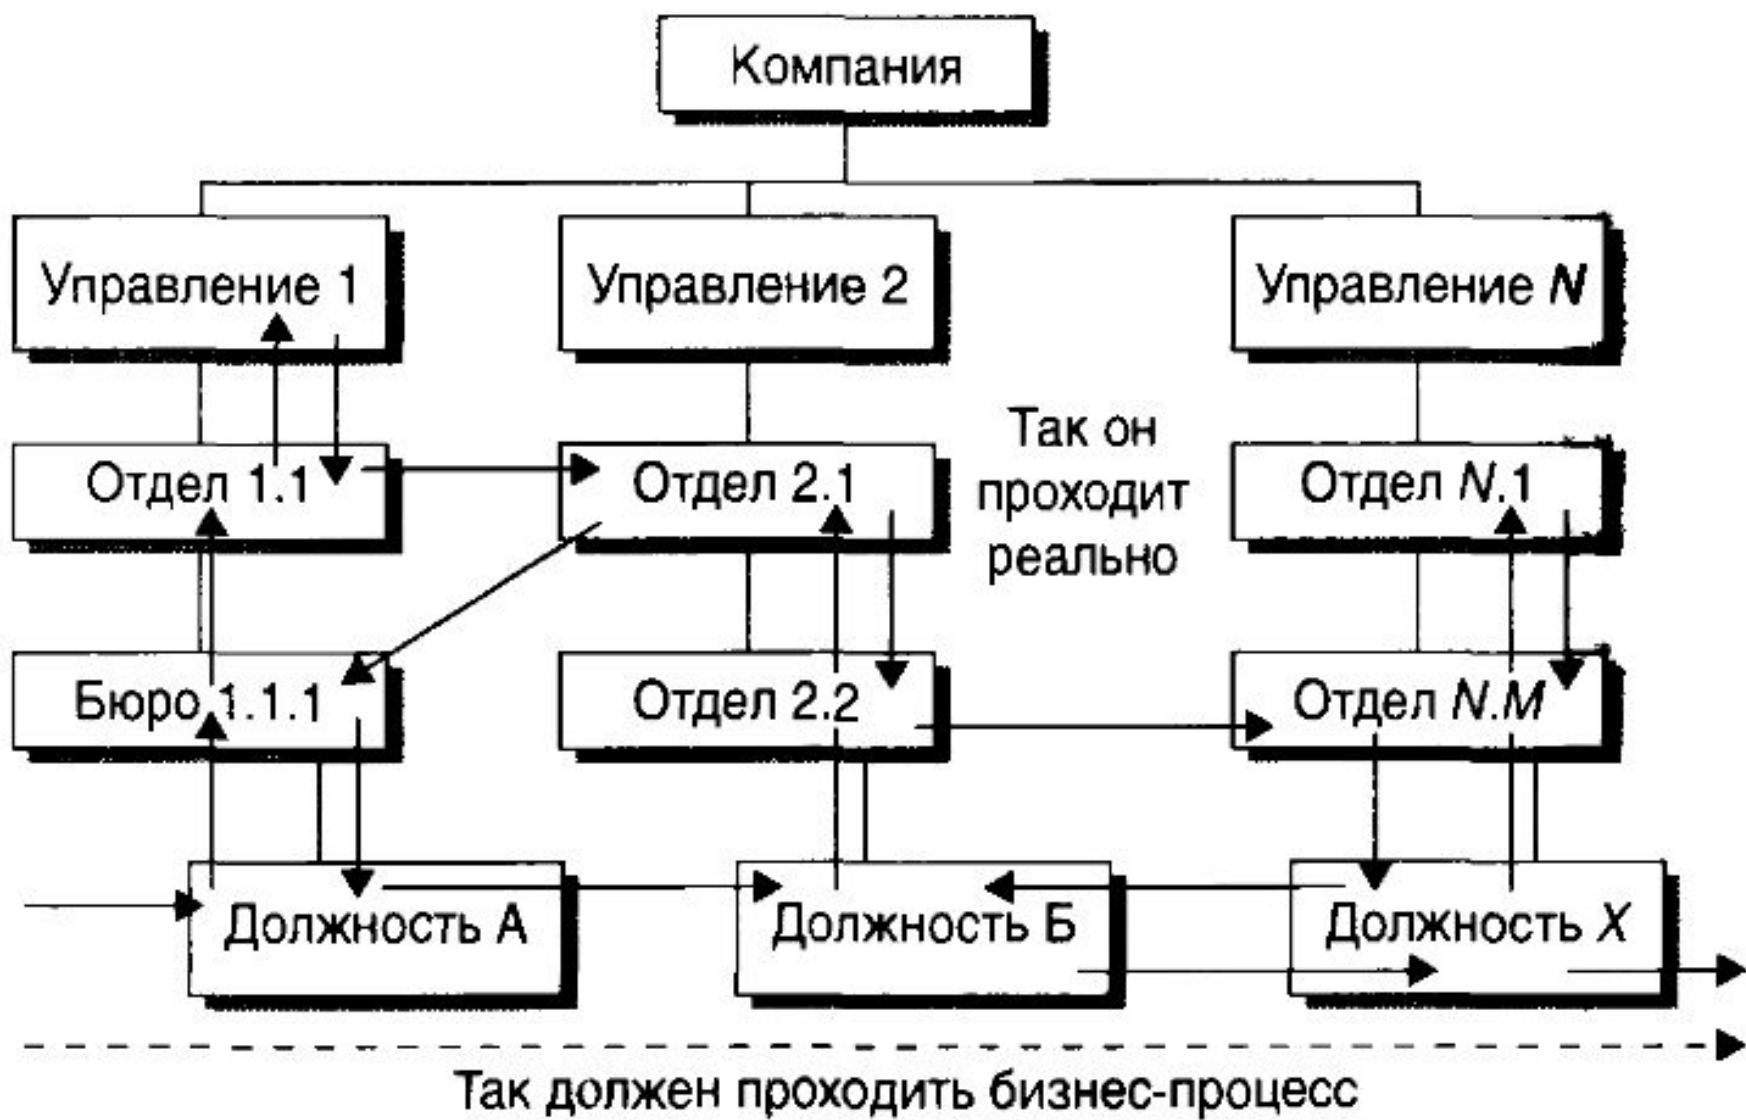 Компания
Управление 1
Управление 2
Управление N
Так он
проходит
реально
Отдел 1.1
Отдел 2.1
Отдел N.1
Бюро 1.1.1
Отдел 2.2
Отдел N.M
Должность А
Должность Б
Должность X
Так должен проходить бизнес-процесс